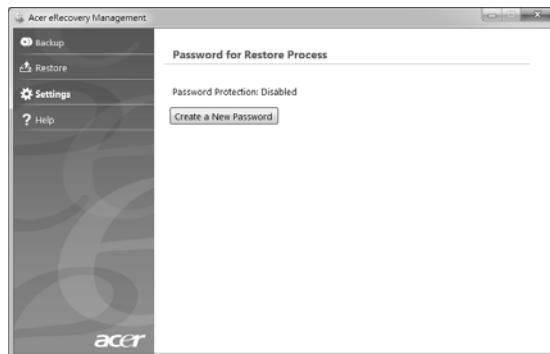 Acer eRecovery Management
Backup
Restore
Settings
? Help
Password for Restore Process
Password Protection: Disabled
Create a New Password
acer